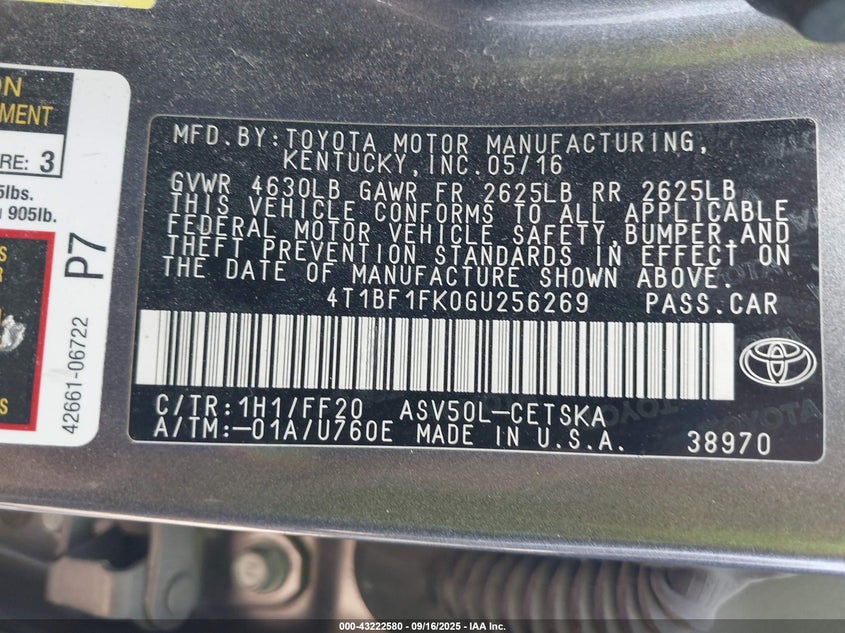 ON
MENT
RE: 3
5lbs.
905lb.
P7
42661-06722
S
R
S
MFD.BY:TOYOTA MOTOR MANUFACTURING,
KENTUCKY,INC.05/16
GVWR 4630LB GAWR FR 2625LB RR 2625LB
THIS VEHICLE CONFORMS TO ALL APPLICABLE
FEDERAL MOTOR VEHICLE SAFETY,BUMPER,AND
THEFT PREVENTION STANDARDS IN EFFECT ON
THE DATE OF MANUFACTURE SHOWN ABOVE.
4T1BF1FK0GU256269 PASS.CAR
C/TR:1H1/FF20 ASV50L-CETSKA
A/TM:-01A/U760E MADE IN U.S.A. 38970
000-43222580 - 09/16/2025 - IAA Inc.